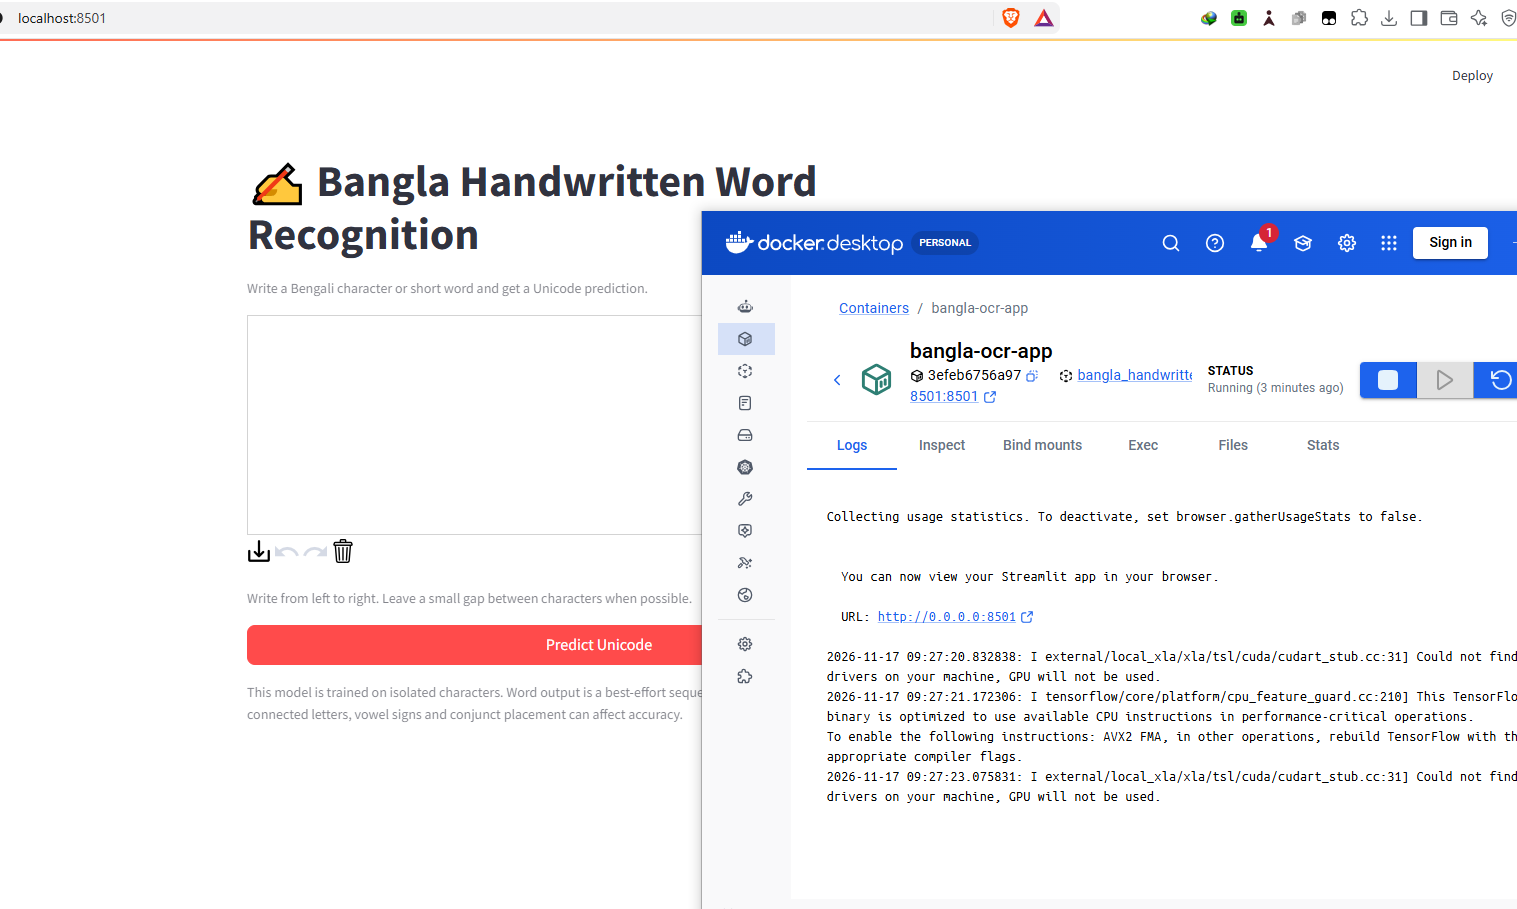 localhost:8501
Deploy
✍️ Bangla Handwritten Word
Recognition
Write a Bengali character or short word and get a Unicode prediction.
Write from left to right. Leave a small gap between characters when possible.
Predict Unicode
This model is trained on isolated characters. Word output is a best-effort
connected letters, vowel signs and conjunct placement can affect accuracy.
docker.desktop PERSONAL
1
Sign in
Containers / bangla-ocr-app
bangla-ocr-app
3efeb6756a97
bangla_handwritte
8501:8501
STATUS
Running (3 minutes ago)
Logs Inspect Bind mounts Exec Files Stats
Collecting usage statistics. To deactivate, set browser.gatherUsageStats to false.
You can now view your Streamlit app in your browser.
URL: http://0.0.0.0:8501
2026-11-17 09:27:20.832838: I external/local_xla/xla/tsl/cuda/cudart_stub.cc:31] Could not find
drivers on your machine, GPU will not be used.
2026-11-17 09:27:21.172306: I tensorflow/core/platform/cpu_feature_guard.cc:210] This TensorFlo
binary is optimized to use available CPU instructions in performance-critical operations.
To enable the following instructions: AVX2 FMA, in other operations, rebuild TensorFlow with th
appropriate compiler flags.
2026-11-17 09:27:23.075831: I external/local_xla/xla/tsl/cuda/cudart_stub.cc:31] Could not find
drivers on your machine, GPU will not be used.